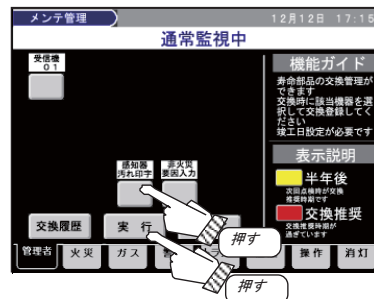 メンテ管理
12月12日 17:15
通常監視中
受信機
01
機能ガイド
寿命部品の交換管理が
できます
交換時に該当機器を選
択して交換登録してく
ださい
竣工日設定が必要です
表示説明
半年後
次回点検時が交換
推奨時期です
交換推奨
交換推奨時期が
過ぎています
感知器
汚れ印字
非火災
要因入力
交換履歴
実行
押す
管理者
火災
ガス
操作
消灯
押す